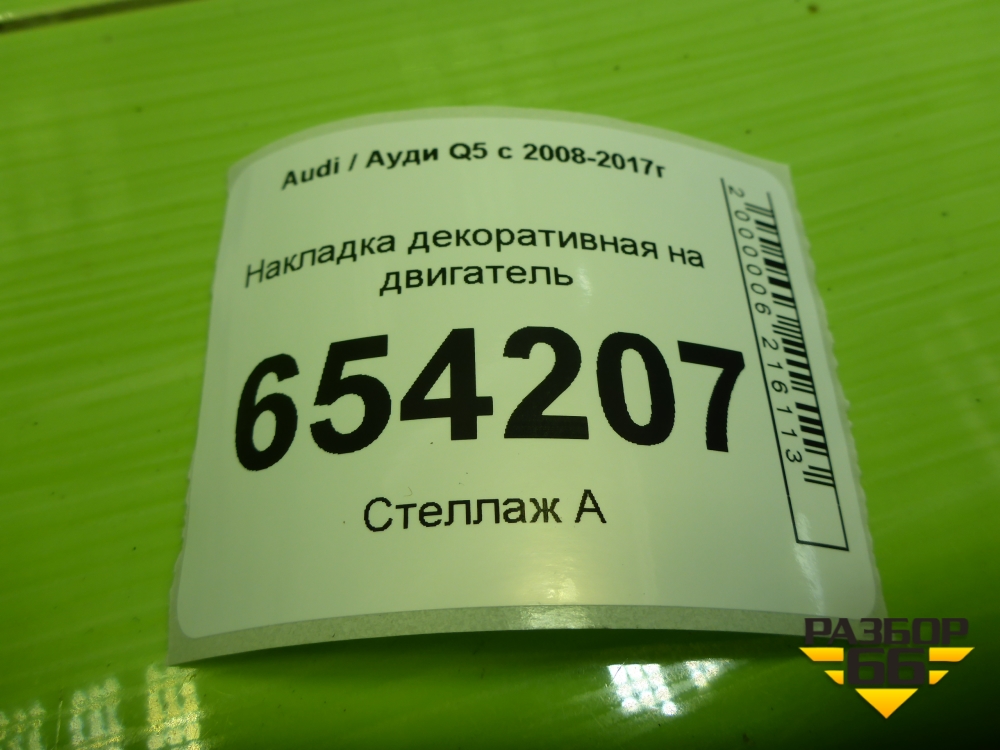 Audi / Ауди Q5 с 2008-2017г
Накладка декоративная на
двигатель
654207
Стеллаж А
2000006216113
РАЗБОР
66